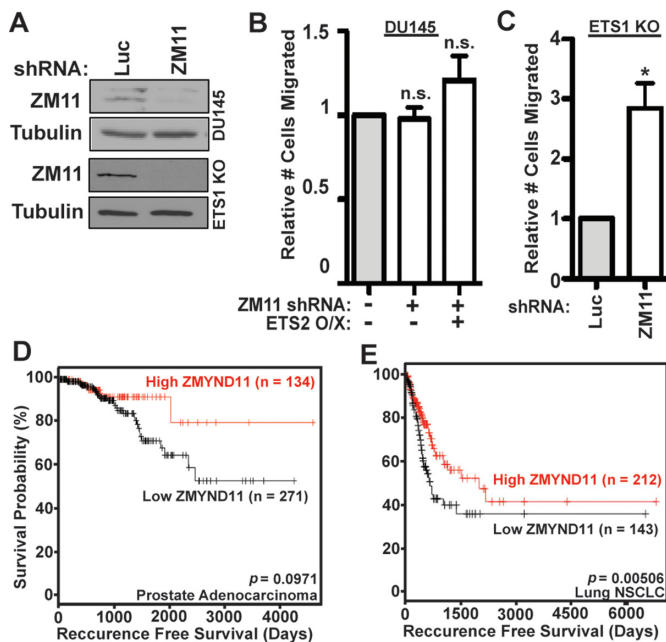 A
shRNA:
Luc
ZM11
ZM11
Tubulin
DU145
ZM11
Tubulin
ETS1 KO
B
DU145
Relative # Cells Migrated
1.5
1
0.5
0
n.s.
n.s.
ZM11 shRNA: - + +
ETS2 O/X: - - +
C
ETS1 KO
Relative # Cells Migrated
4
3
2
1
0
*
shRNA:
Luc
ZM11
D
Survival Probability (%)
100
80
60
40
20
0
High ZMYND11 (n = 134)
Low ZMYND11 (n = 271)
p = 0.0971
Prostate Adenocarcinoma
0 1000 2000 3000 4000 5000
Reccurence Free Survival (Days)
E
100
80
60
40
20
0
High ZMYND11 (n = 212)
Low ZMYND11 (n = 143)
p = 0.00506
Lung NSCLC
0 1500 3000 4500 6000
Reccurence Free Survival (Days)